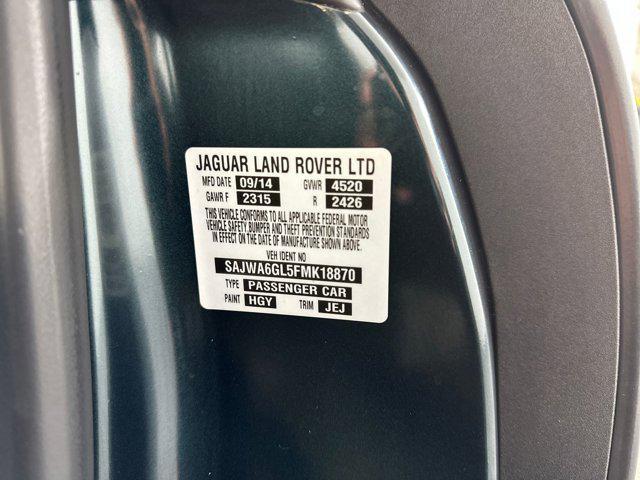 JAGUAR LAND ROVER LTD
MFD DATE 09/14 GVWR 4520
GAWR F 2315 R 2426
THIS VEHICLE CONFORMS TO ALL APPLICABLE FEDERAL MOTOR
VEHICLE SAFETY, BUMPER AND THEFT PREVENTION STANDARDS
IN EFFECT ON THE DATE OF MANUFACTURE SHOWN ABOVE.
VEH IDENT NO
SAJWA6GL5FMK18870
TYPE PASSENGER CAR
PAINT HGY TRIM JEJ